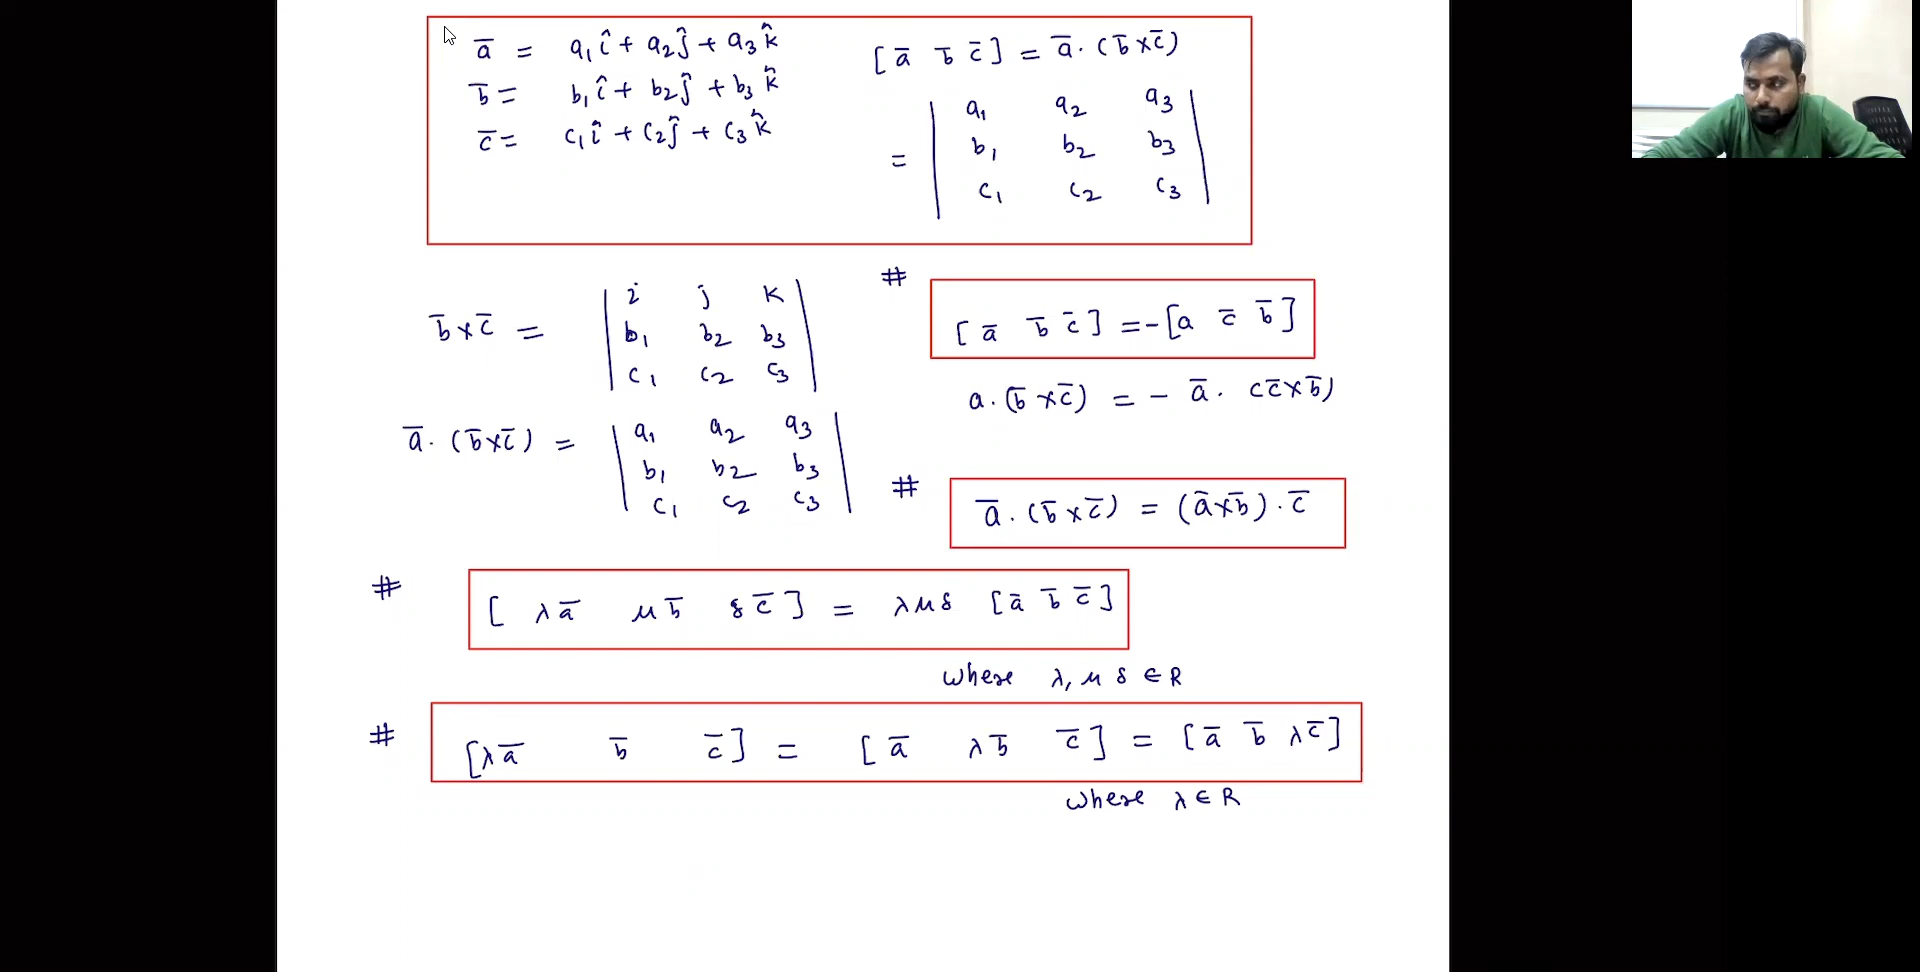 a̅ = a₁î + a₂ĵ + a₃k̂
b̅ = b₁î + b₂ĵ + b₃k̂
c̅ = c₁î + c₂ĵ + c₃k̂
[a̅ b̅ c̅] = a̅ · (b̅ × c̅)
= | a₁ a₂ a₃ |
| b₁ b₂ b₃ |
| c₁ c₂ c₃ |
b̅ × c̅ = | i j k |
| b₁ b₂ b₃ |
| c₁ c₂ c₃ |
a̅ · (b̅ × c̅) = | a₁ a₂ a₃ |
| b₁ b₂ b₃ |
| c₁ c₂ c₃ |
# [a̅ b̅ c̅] = -[a c̅ b̅]
a · (b̅ × c̅) = - a̅ · (c̅ × b̅)
# a̅ · (b̅ × c̅) = (a̅ × b̅) · c̅
# [λa̅ μb̅ δc̅] = λμδ [a̅ b̅ c̅]
where λ, μ δ ∈ R
# [λa̅ b̅ c̅] = [a̅ λb̅ c̅] = [a̅ b̅ λc̅]
where λ ∈ R